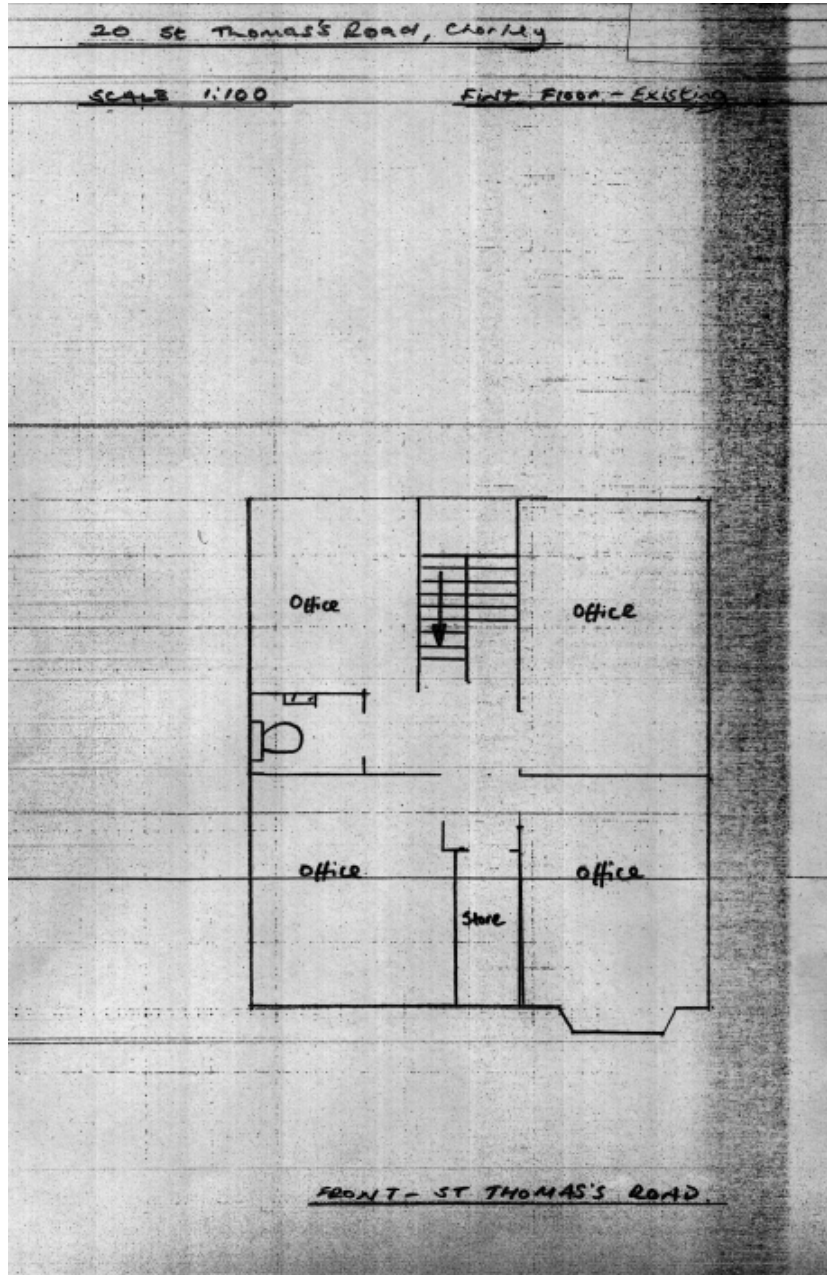 20 St Thomas's Road, Chorley
SCALE 1:100
First Floor - Existing
Office
Office
Office
Office
Store
FRONT - ST THOMAS'S ROAD.